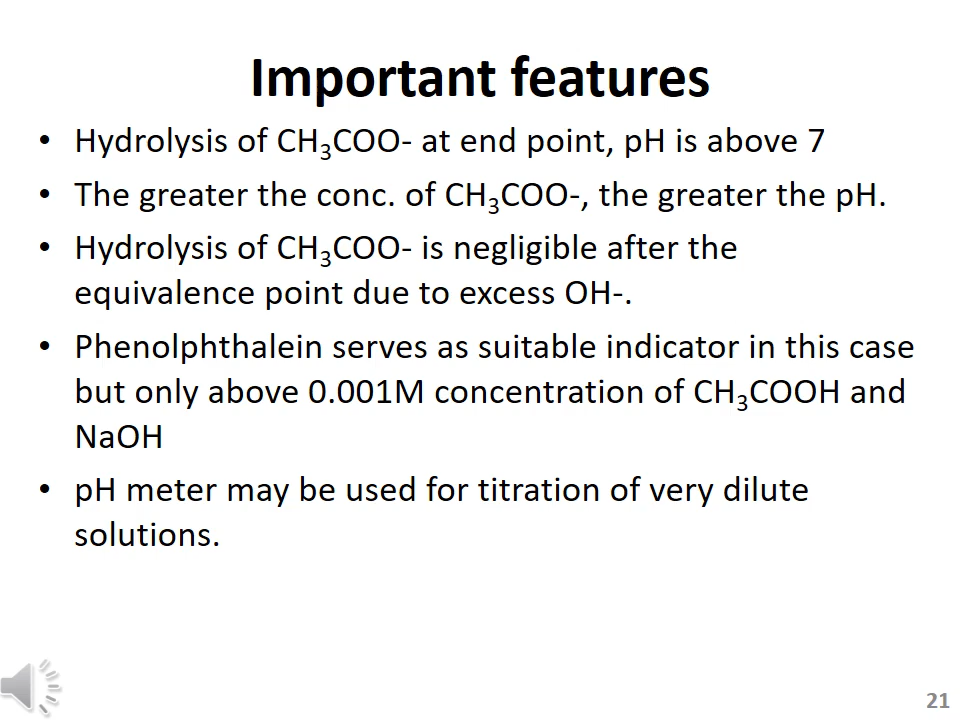 Important features
• Hydrolysis of CH₃COO- at end point, pH is above 7
• The greater the conc. of CH₃COO-, the greater the pH.
• Hydrolysis of CH₃COO- is negligible after the
equivalence point due to excess OH-.
• Phenolphthalein serves as suitable indicator in this case
but only above 0.001M concentration of CH₃COOH and
NaOH
• pH meter may be used for titration of very dilute
solutions.
21